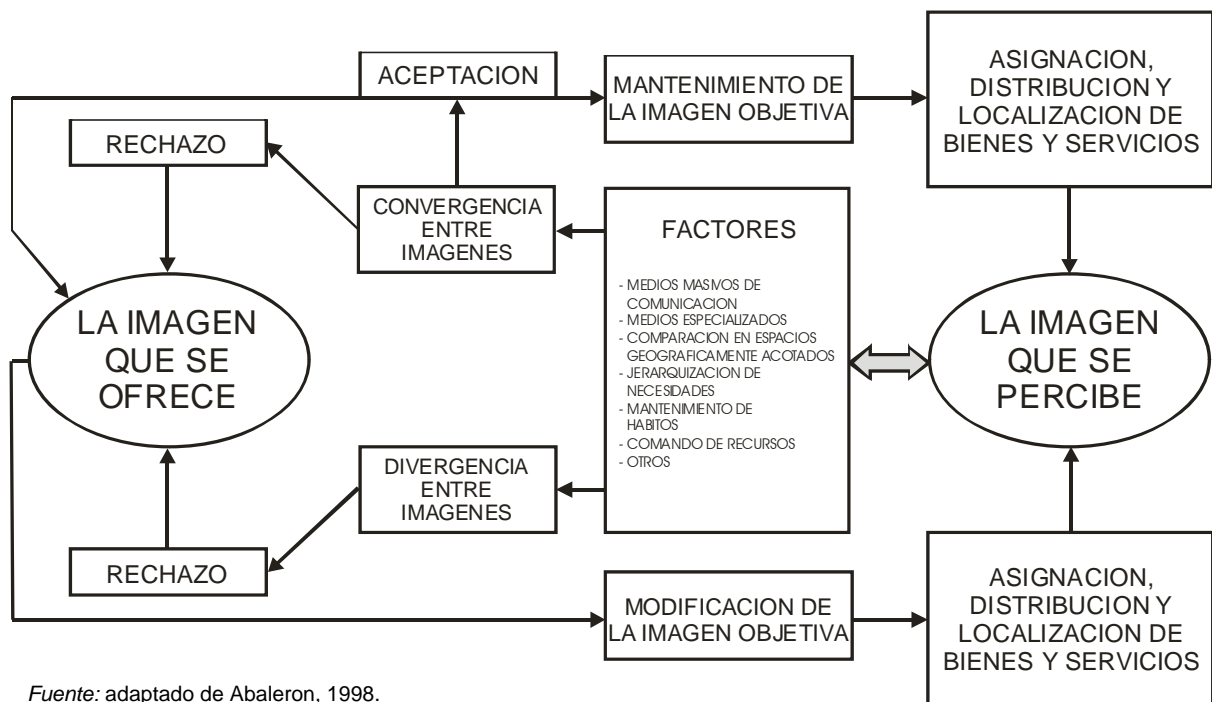 ACEPTACION
RECHAZO
MANTENIMIENTO DE
LA IMAGEN OBJETIVA
ASIGNACION,
DISTRIBUCION Y
LOCALIZACION DE
BIENES Y SERVICIOS
CONVERGENCIA
ENTRE
IMAGENES
FACTORES
- MEDIOS MASIVOS DE
COMUNICACION
- MEDIOS ESPECIALIZADOS
- COMPARACION EN ESPACIOS
GEOGRAFICAMENTE ACOTADOS
- JERARQUIZACION DE
NECESIDADES
- MANTENIMIENTO DE
HABITOS
- COMANDO DE RECURSOS
- OTROS
LA IMAGEN
QUE SE
OFRECE
LA IMAGEN
QUE SE
PERCIBE
DIVERGENCIA
ENTRE
IMAGENES
RECHAZO
MODIFICACION DE
LA IMAGEN OBJETIVA
ASIGNACION,
DISTRIBUCION Y
LOCALIZACION DE
BIENES Y SERVICIOS
Fuente: adaptado de Abaleron, 1998.